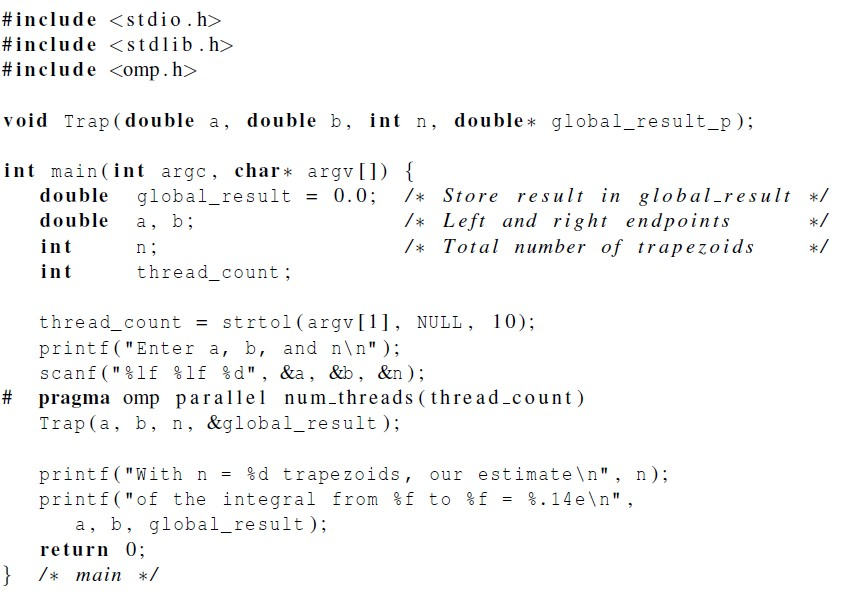 #include <stdio.h>
#include <stdlib.h>
#include <omp.h>
void Trap(double a, double b, int n, double* global_result_p);
int main(int argc, char* argv[]) {
double global_result = 0.0; /* Store result in global_result */
double a, b; /* Left and right endpoints */
int n; /* Total number of trapezoids */
int thread_count;
thread_count = strtol(argv[1], NULL, 10);
printf("Enter a, b, and n\n");
scanf("%lf %lf %d", &a, &b, &n);
# pragma omp parallel num_threads(thread_count)
Trap(a, b, n, &global_result);
printf("With n = %d trapezoids, our estimate\n", n);
printf("of the integral from %f to %f = %.14e\n",
a, b, global_result);
return 0;
} /* main */